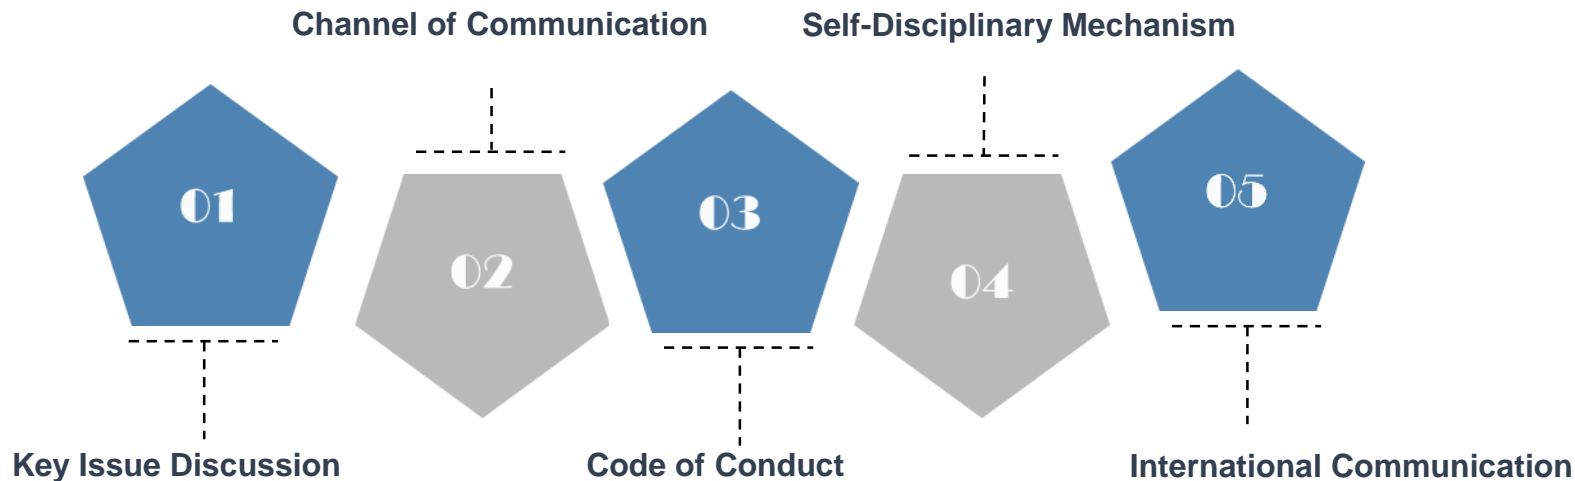 Channel of Communication
Self-Disciplinary Mechanism
01
02
03
04
05
Key Issue Discussion
Code of Conduct
International Communication